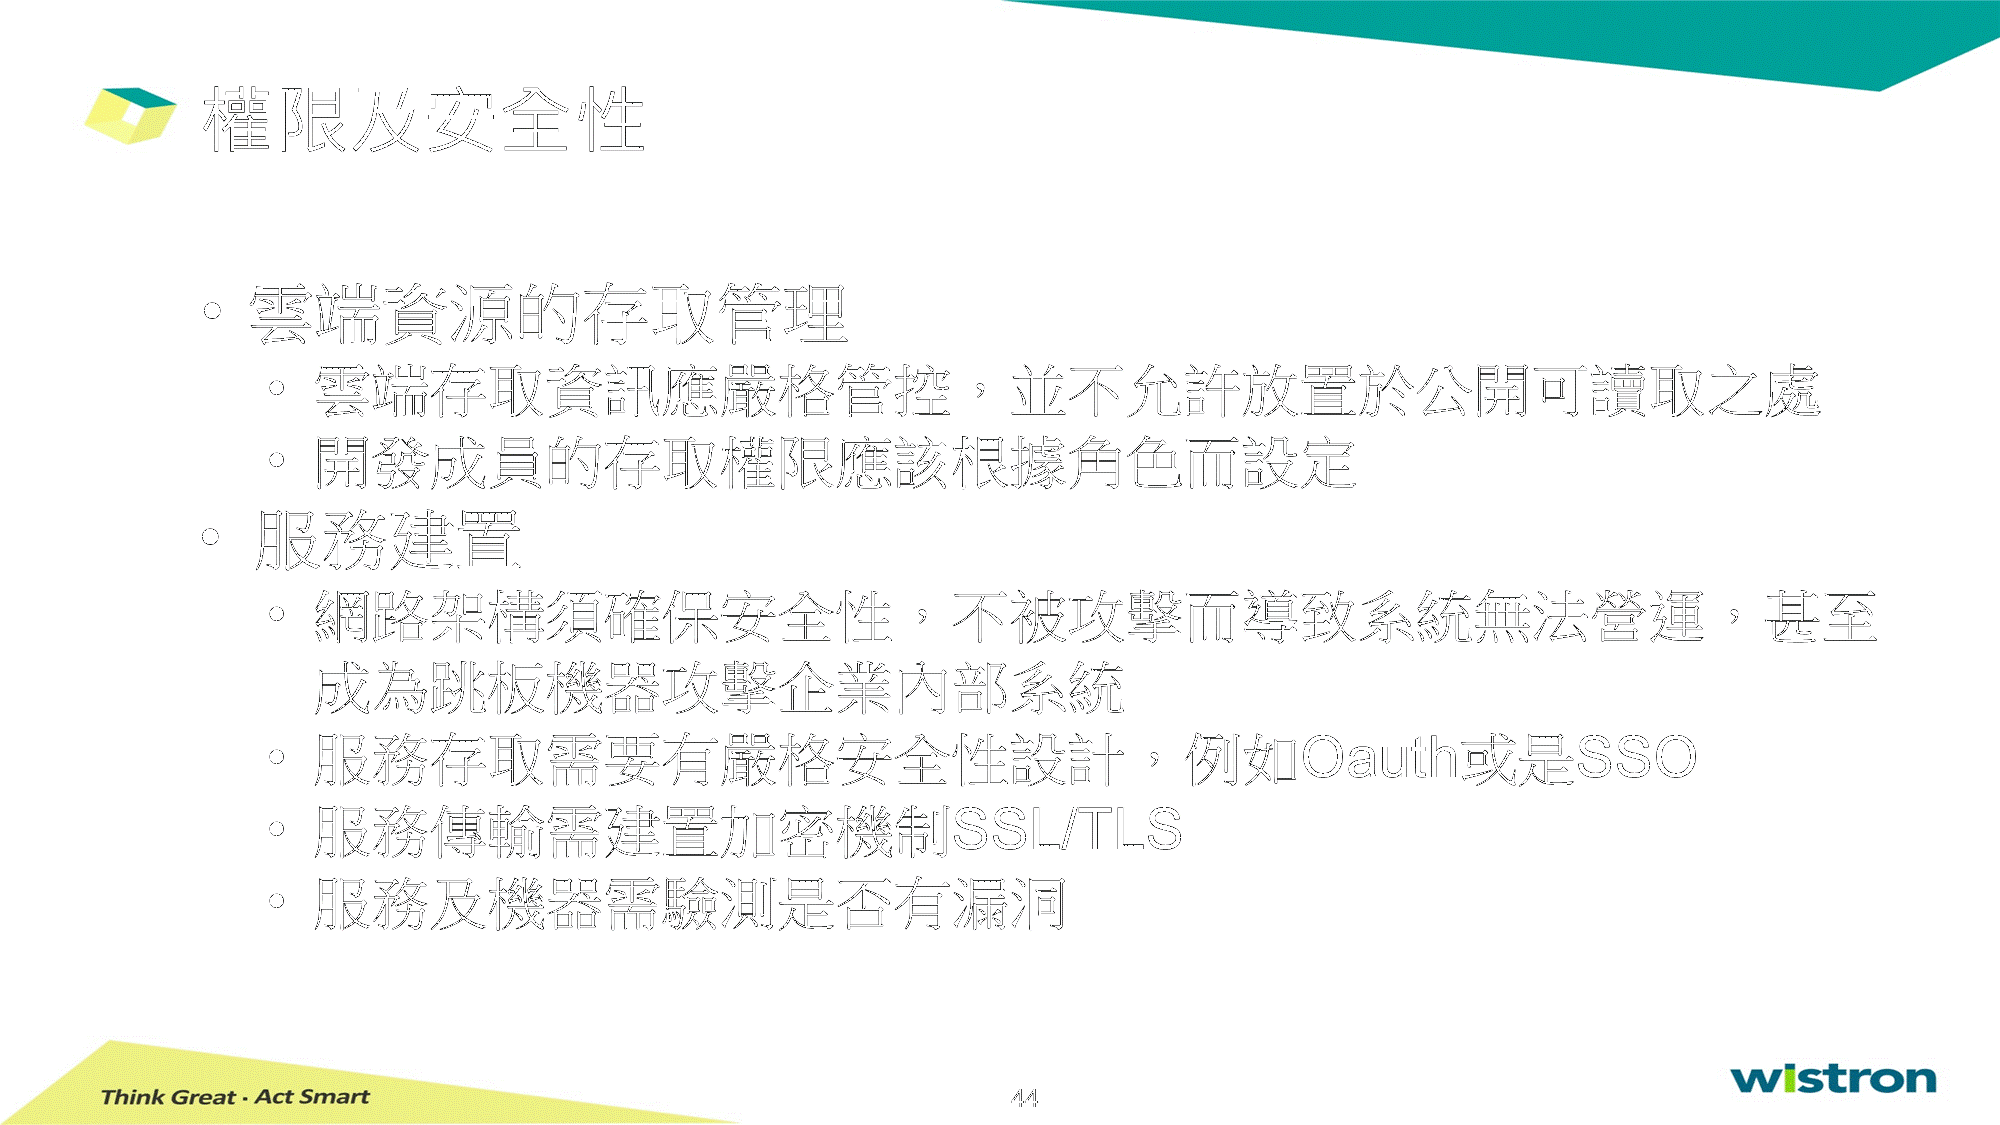 權限及安全性
• 雲端資源的存取管理
• 雲端存取資訊應嚴格管控，並不允許放置於公開可讀取之處
• 開發成員的存取權限應該根據角色而設定
• 服務建置
• 網路架構須確保安全性，不被攻擊而導致系統無法營運，甚至
成為跳板機器攻擊企業內部系統
• 服務存取需要有嚴格安全性設計，例如Oauth或是SSO
• 服務傳輸需建置加密機制SSL/TLS
• 服務及機器需驗測是否有漏洞
Think Great · Act Smart
44
wistron